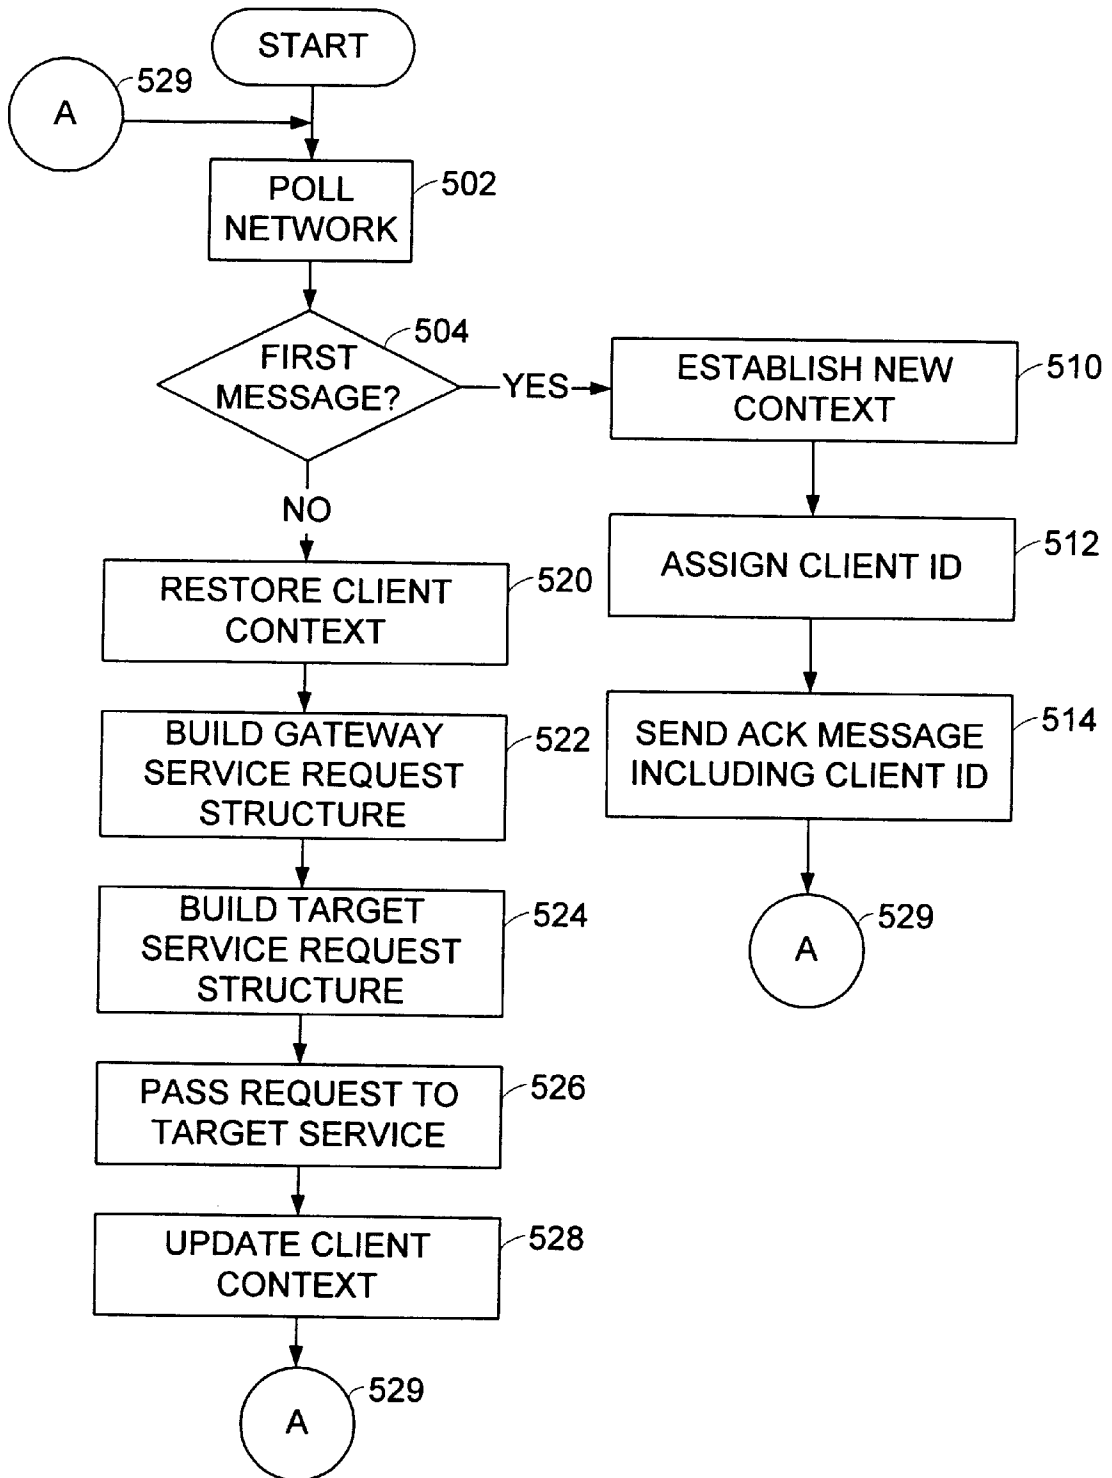 START
529
A
POLL
NETWORK
502
FIRST
MESSAGE?
504
YES
NO
ESTABLISH NEW
CONTEXT
510
ASSIGN CLIENT ID
512
SEND ACK MESSAGE
INCLUDING CLIENT ID
514
A
529
RESTORE CLIENT
CONTEXT
520
BUILD GATEWAY
SERVICE REQUEST
STRUCTURE
522
BUILD TARGET
SERVICE REQUEST
STRUCTURE
524
PASS REQUEST TO
TARGET SERVICE
526
UPDATE CLIENT
CONTEXT
528
A
529